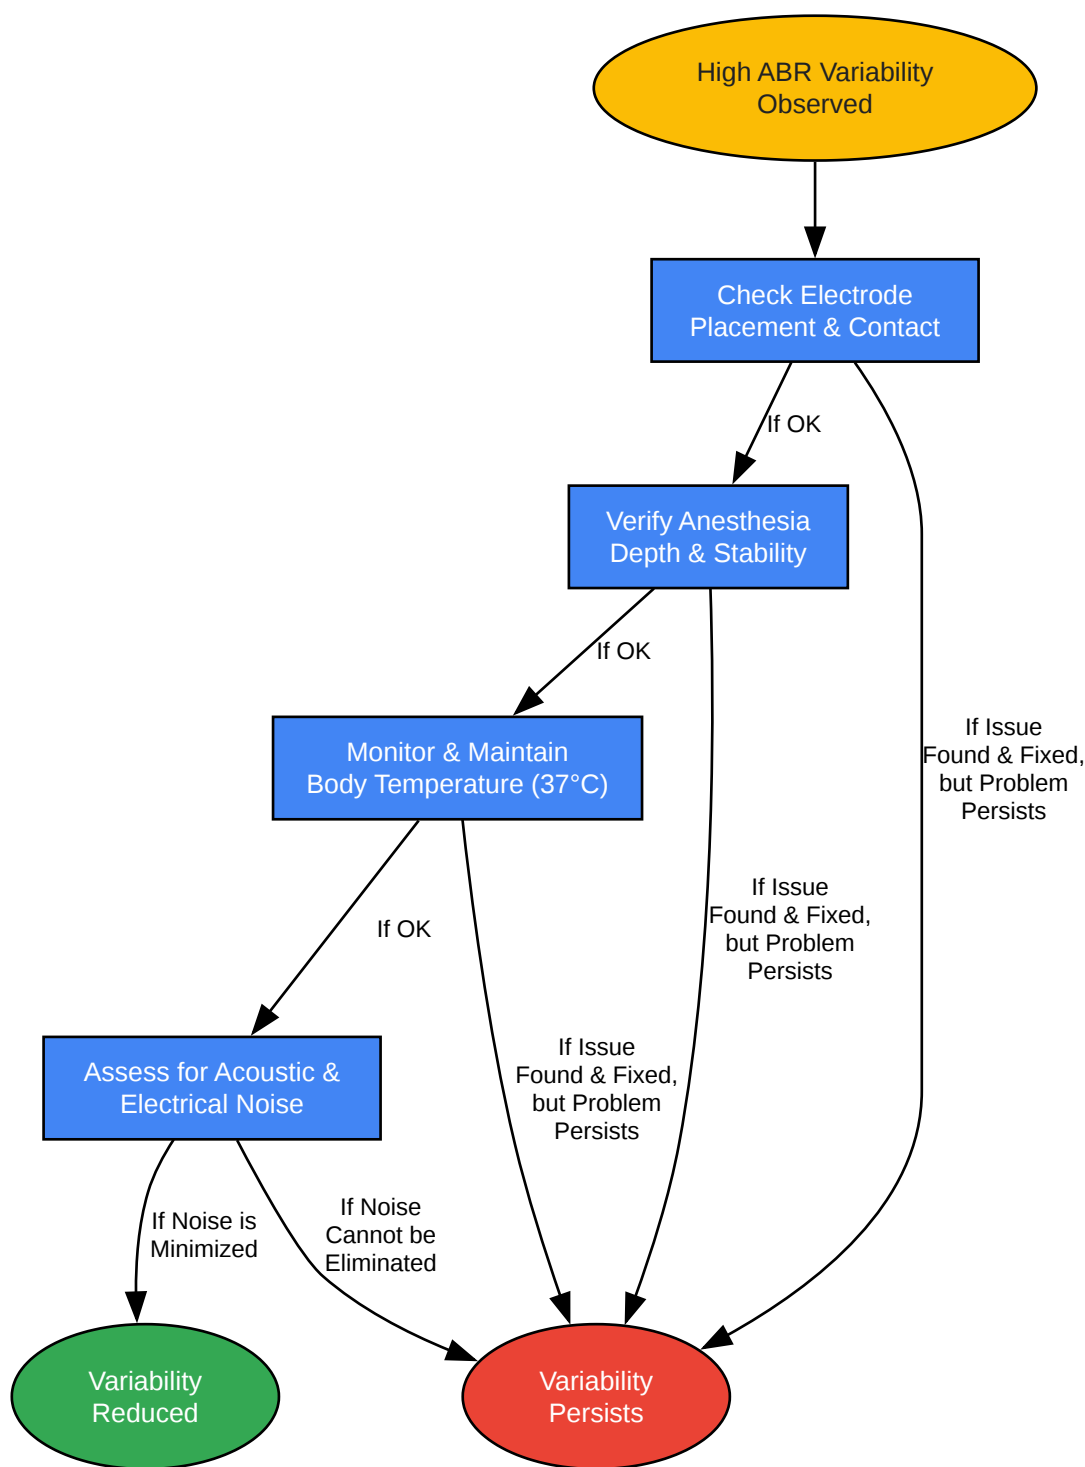 High ABR Variability
Observed
Check Electrode
Placement & Contact
If OK
Verify Anesthesia
Depth & Stability
If OK
If Issue
Found & Fixed,
but Problem
Persists
Monitor & Maintain
Body Temperature (37°C)
If Issue
Found & Fixed,
but Problem
Persists
If OK
If Issue
Found & Fixed,
but Problem
Persists
Assess for Acoustic &
Electrical Noise
If Noise is
Minimized
If Noise
Cannot be
Eliminated
Variability
Reduced
Variability
Persists